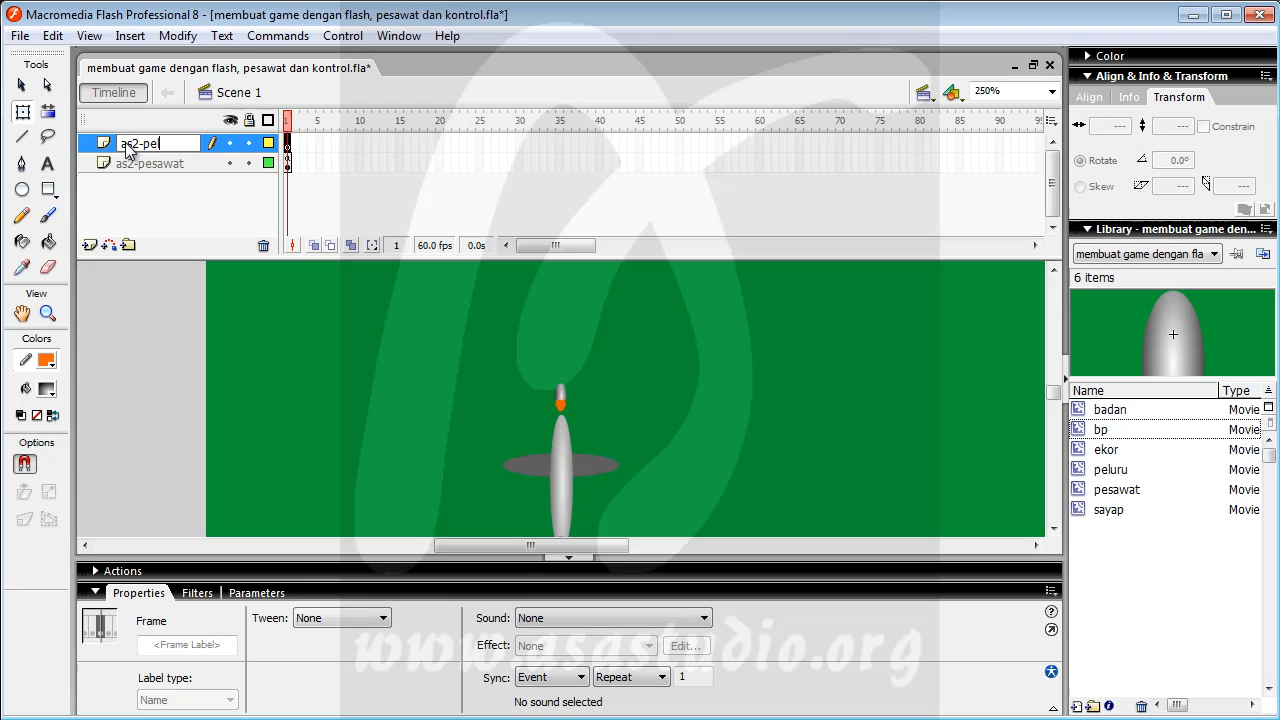 Macromedia Flash Professional 8 - [membuat game dengan flash, pesawat dan kontrol.fla*]
File Edit View Insert Modify Text Commands Control Window Help
Tools
View
Colors
Options
membuat game dengan flash, pesawat dan kontrol.fla*
Timeline Scene 1 250%
1 5 10 15 20 25 30 35 40 45 50 55 60 65 70 75 80 85 90 95
as2-pel
as2-pesawat
1 60.0 fps 0.0s
Actions
Properties Filters Parameters
Frame
<Frame Label>
Label type:
Name
Tween: None
Sound: None
Effect: None Edit...
Sync: Event Repeat 1
No sound selected
www.asastudio.org
Color
Align & Info & Transform
Align Info Transform
--- --- Constrain
Rotate 0.0°
Skew --- ---
Library - membuat game den...
membuat game dengan fla
6 items
Name Type
badan Movie
bp Movie
ekor Movie
peluru Movie
pesawat Movie
sayap Movie